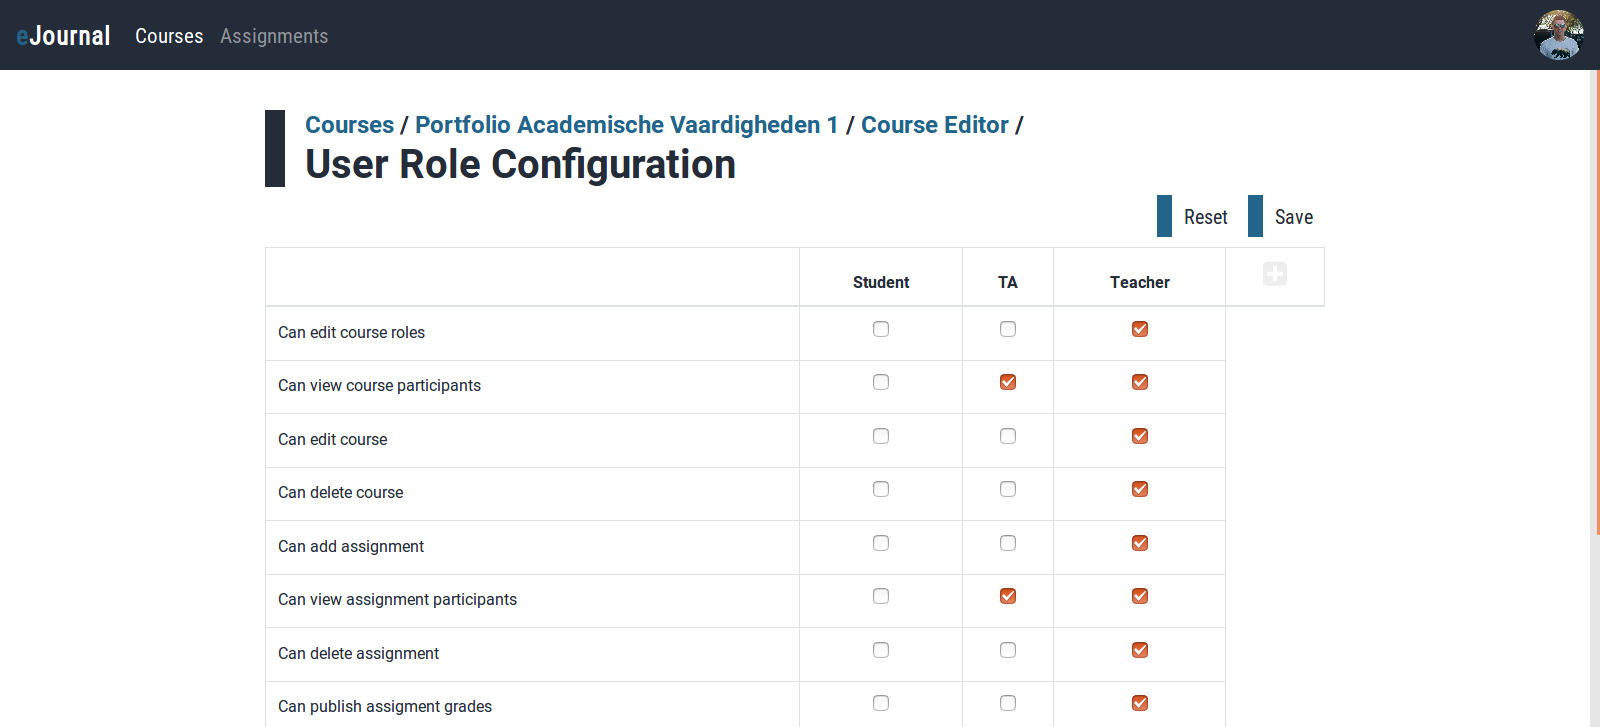 eJournal Courses Assignments
Courses / Portfolio Academische Vaardigheden 1 / Course Editor /
User Role Configuration
Reset Save
Student TA Teacher
Can edit course roles
Can view course participants
Can edit course
Can delete course
Can add assignment
Can view assignment participants
Can delete assignment
Can publish assigment grades